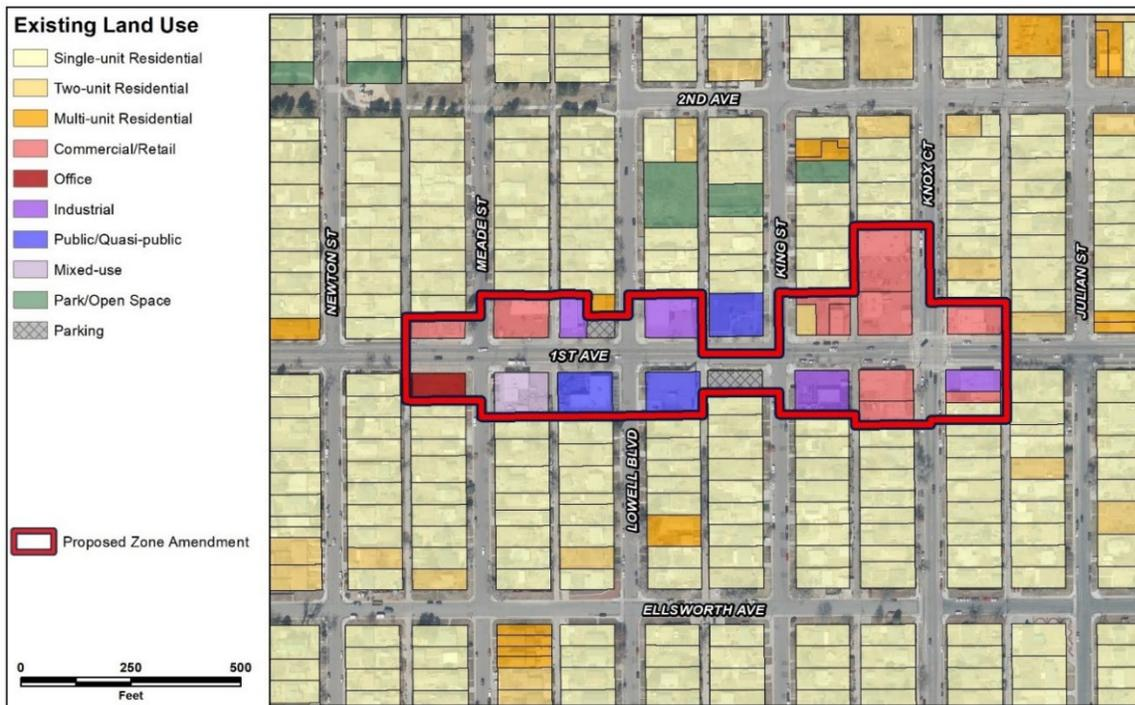 Existing Land Use
Single-unit Residential
Two-unit Residential
Multi-unit Residential
Commercial/Retail
Office
Industrial
Public/Quasi-public
Mixed-use
Park/Open Space
Parking
Proposed Zone Amendment
0 250 500
Feet
2ND AVE
KNOX CT
NEWTON ST
MEADE ST
KING ST
JULIAN ST
1ST AVE
LOWELL BLVD
ELLSWORTH AVE